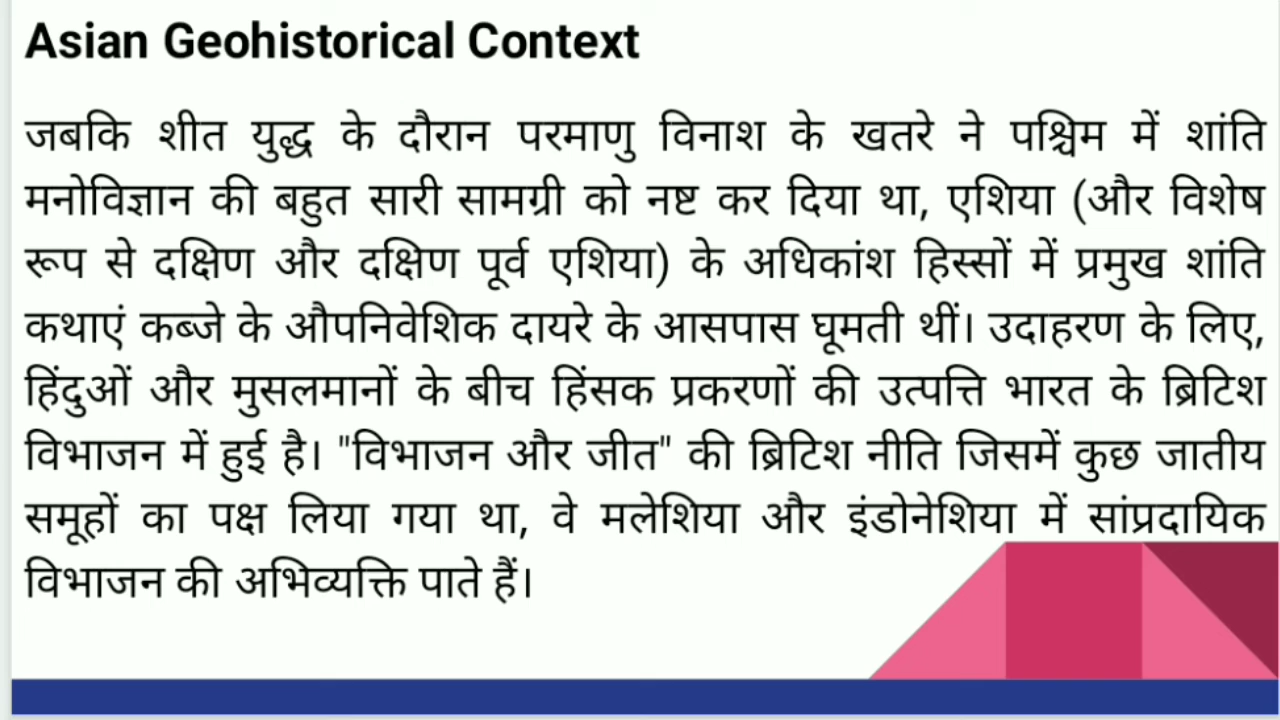 Asian Geohistorical Context
जबकि शीत युद्ध के दौरान परमाणु विनाश के खतरे ने पश्चिम में शांति
मनोविज्ञान की बहुत सारी सामग्री को नष्ट कर दिया था, एशिया (और विशेष
रूप से दक्षिण और दक्षिण पूर्व एशिया) के अधिकांश हिस्सों में प्रमुख शांति
कथाएं कब्जे के औपनिवेशिक दायरे के आसपास घूमती थीं। उदाहरण के लिए,
हिंदुओं और मुसलमानों के बीच हिंसक प्रकरणों की उत्पत्ति भारत के ब्रिटिश
विभाजन में हुई है। "विभाजन और जीत" की ब्रिटिश नीति जिसमें कुछ जातीय
समूहों का पक्ष लिया गया था, वे मलेशिया और इंडोनेशिया में सांप्रदायिक
विभाजन की अभिव्यक्ति पाते हैं।